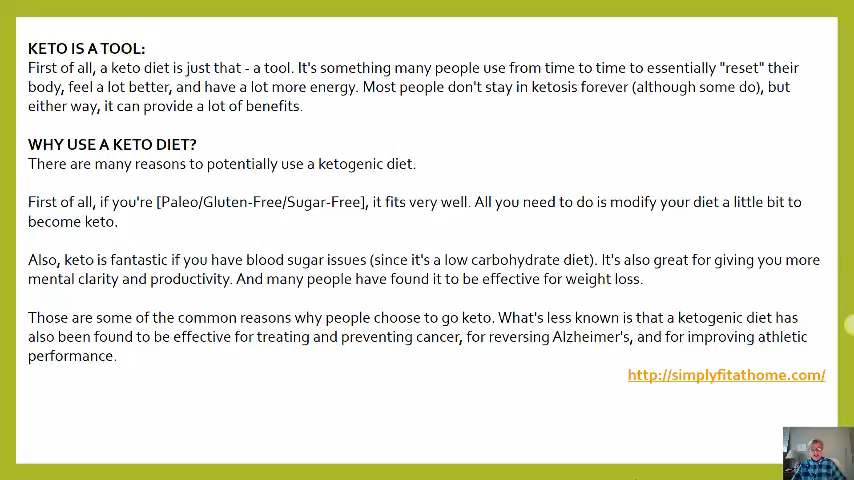 KETO IS A TOOL:
First of all, a keto diet is just that - a tool. It's something many people use from time to time to essentially "reset" their
body, feel a lot better, and have a lot more energy. Most people don't stay in ketosis forever (although some do), but
either way, it can provide a lot of benefits.
WHY USE A KETO DIET?
There are many reasons to potentially use a ketogenic diet.
First of all, if you're [Paleo/Gluten-Free/Sugar-Free], it fits very well. All you need to do is modify your diet a little bit to
become keto.
Also, keto is fantastic if you have blood sugar issues (since it's a low carbohydrate diet). It's also great for giving you more
mental clarity and productivity. And many people have found it to be effective for weight loss.
Those are some of the common reasons why people choose to go keto. What's less known is that a ketogenic diet has
also been found to be effective for treating and preventing cancer, for reversing Alzheimer's, and for improving athletic
performance.
http://simplyfitathome.com/